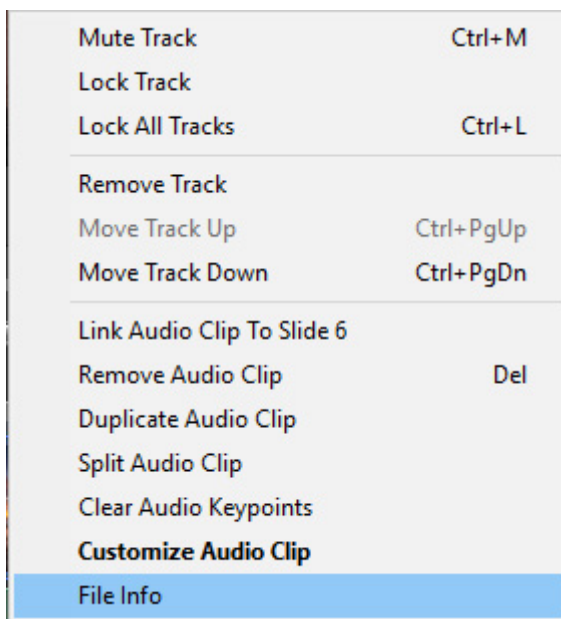 Mute Track Ctrl+M
Lock Track
Lock All Tracks Ctrl+L
Remove Track
Move Track Up Ctrl+PgUp
Move Track Down Ctrl+PgDn
Link Audio Clip To Slide 6
Remove Audio Clip Del
Duplicate Audio Clip
Split Audio Clip
Clear Audio Keypoints
Customize Audio Clip
File Info